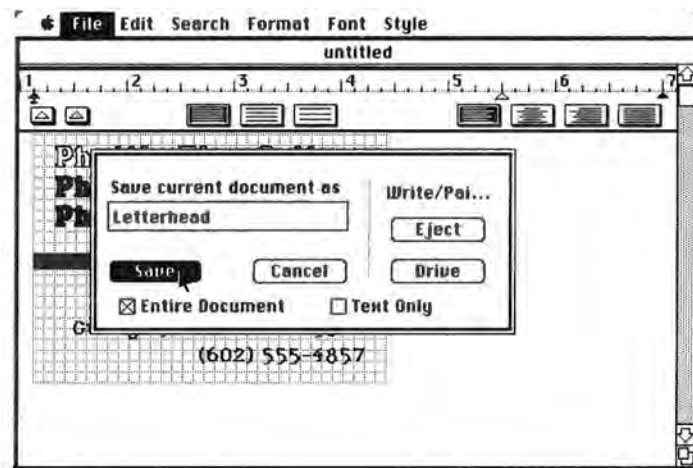 File Edit Search Format Font Style
untitled
1 2 3 4 5 6 7
Save current document as
Letterhead
Write/Pai...
Eject
Save
Cancel
Drive
Entire Document
Text Only
(602) 555-4857